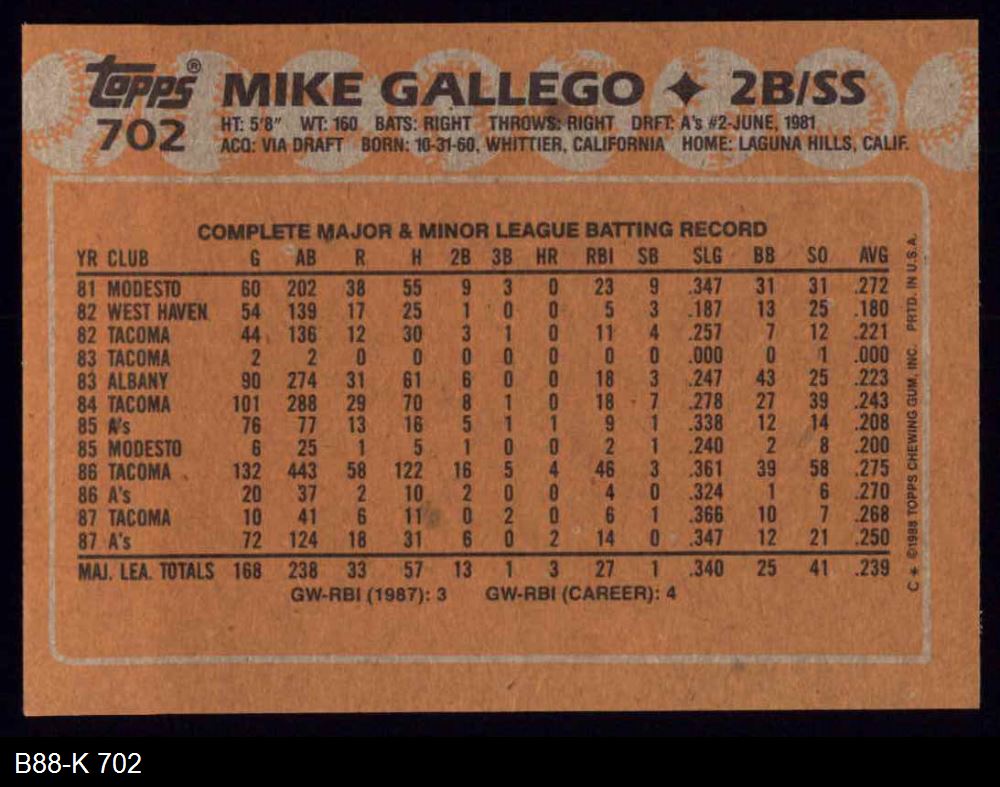 topps® MIKE GALLEGO ✦ 2B/SS
702 HT: 5'8" WT: 160 BATS: RIGHT THROWS: RIGHT DRFT: A's #2-JUNE, 1981
ACQ: VIA DRAFT BORN: 10-31-60, WHITTIER, CALIFORNIA HOME: LAGUNA HILLS, CALIF.
COMPLETE MAJOR & MINOR LEAGUE BATTING RECORD
YR CLUB G AB R H 2B 3B HR RBI SB SLG BB SO AVG
81 MODESTO 60 202 38 55 9 3 0 23 9 .347 31 31 .272
82 WEST HAVEN 54 139 17 25 1 0 0 5 3 .187 13 25 .180
82 TACOMA 44 136 12 30 3 1 0 11 4 .257 7 12 .221
83 TACOMA 2 2 0 0 0 0 0 0 0 .000 0 1 .000
83 ALBANY 90 274 31 61 6 0 0 18 3 .247 43 25 .223
84 TACOMA 101 288 29 70 8 1 0 18 7 .278 27 39 .243
85 A's 76 77 13 16 5 1 1 9 1 .338 12 14 .208
85 MODESTO 6 25 1 5 1 0 0 2 1 .240 2 8 .200
86 TACOMA 132 443 58 122 16 5 4 46 3 .361 39 58 .275
86 A's 20 37 2 10 2 0 0 4 0 .324 1 6 .270
87 TACOMA 10 41 6 11 0 2 0 6 1 .366 10 7 .268
87 A's 72 124 18 31 6 0 2 14 0 .347 12 21 .250
MAJ. LEA. TOTALS 168 238 33 57 13 1 3 27 1 .340 25 41 .239
GW-RBI (1987): 3 GW-RBI (CAREER): 4
C * ©1988 TOPPS CHEWING GUM, INC. PRTD. IN U.S.A.
B88-K 702